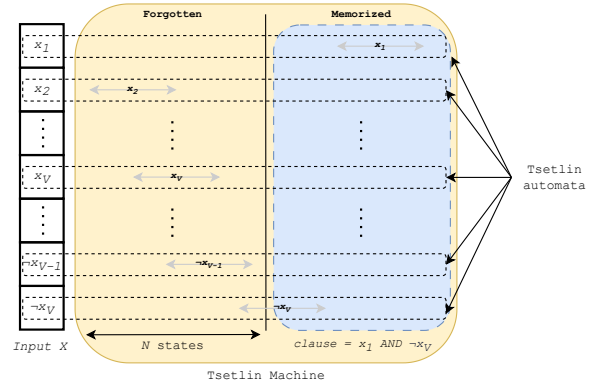 Forgotten Memorized
x1 x1
x2 x2
xV xV
Tsetlin
automata
¬xV-1 ¬xV-1
¬xV ¬xV
Input X N states clause = x1 AND ¬xV
Tsetlin Machine